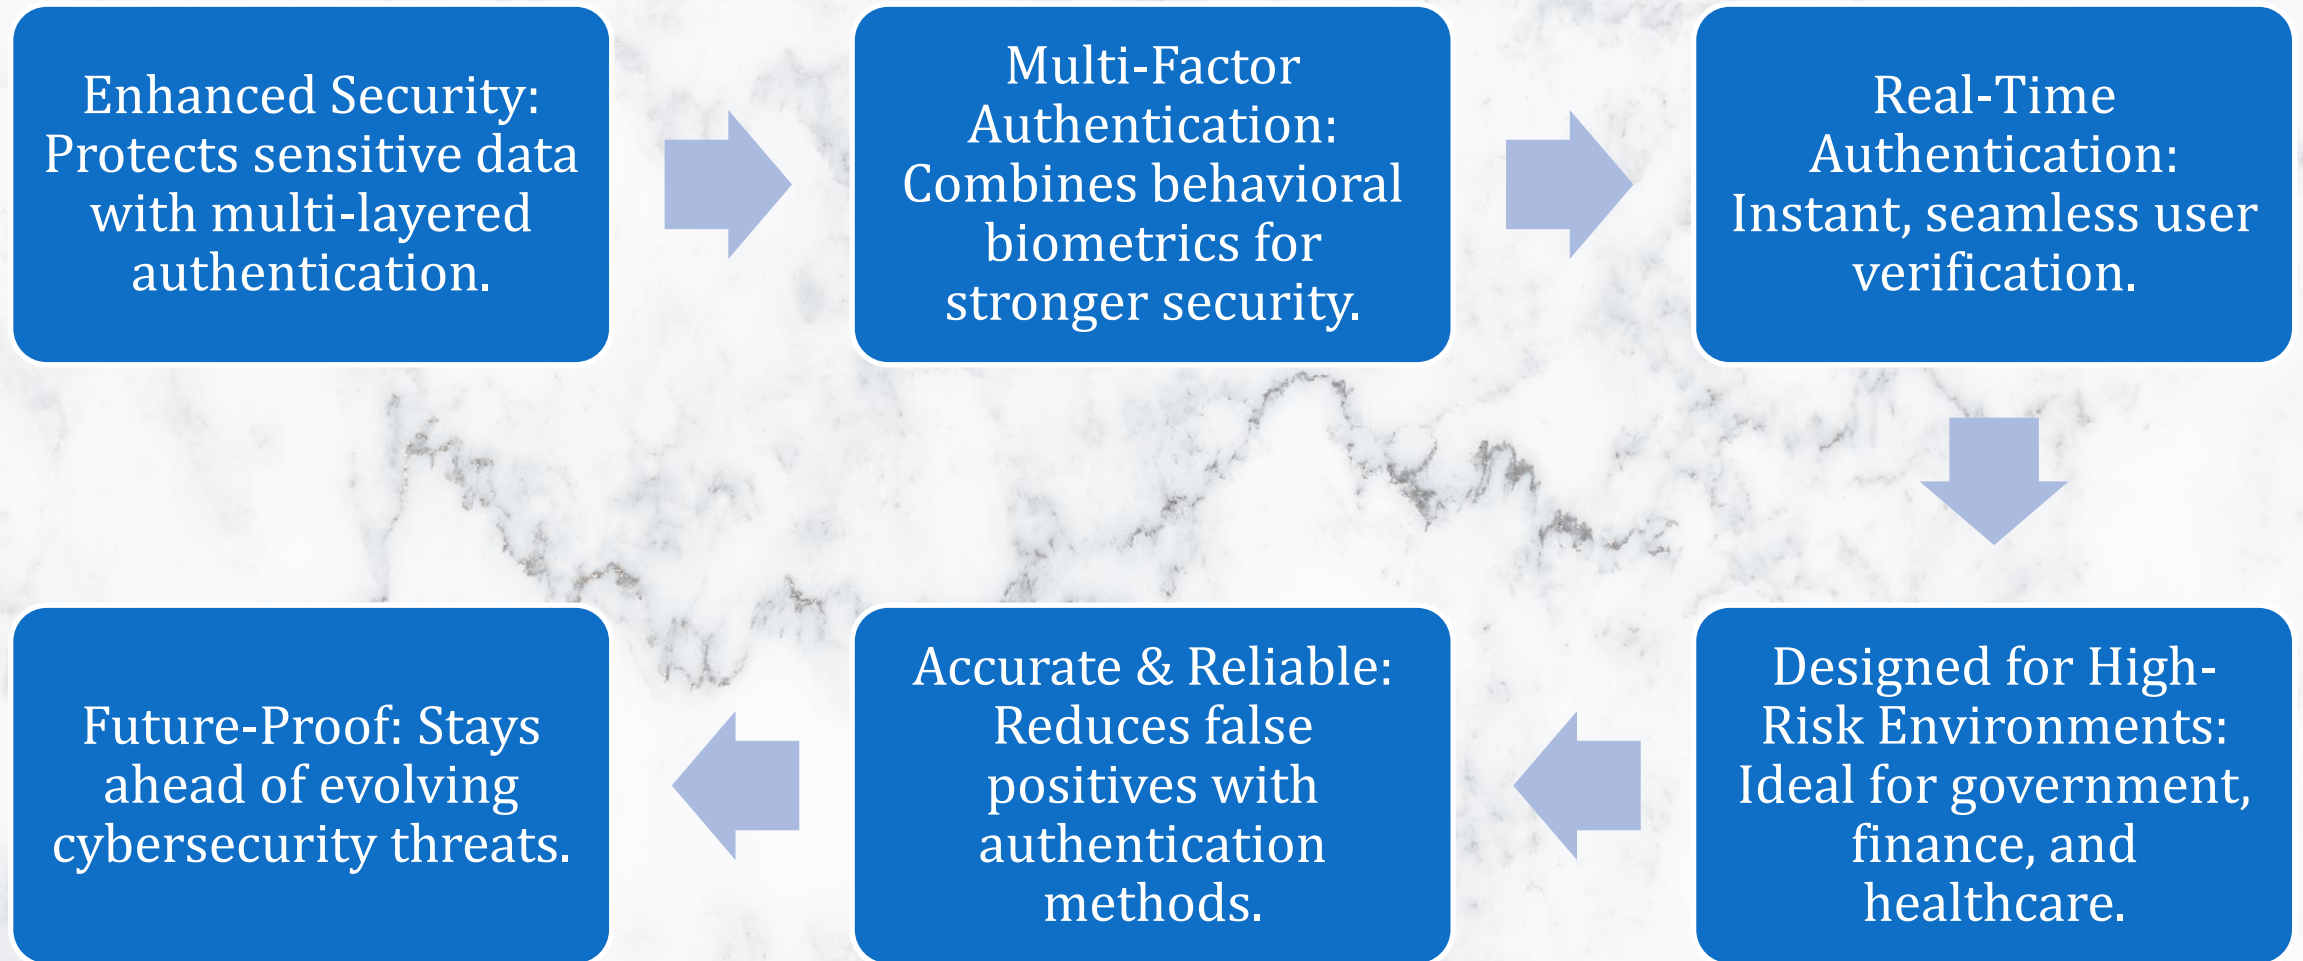 Enhanced Security:
Protects sensitive data
with multi-layered
authentication.
Multi-Factor
Authentication:
Combines behavioral
biometrics for
stronger security.
Real-Time
Authentication:
Instant, seamless user
verification.
Designed for High-
Risk Environments:
Ideal for government,
finance, and
healthcare.
Accurate & Reliable:
Reduces false
positives with
authentication
methods.
Future-Proof: Stays
ahead of evolving
cybersecurity threats.